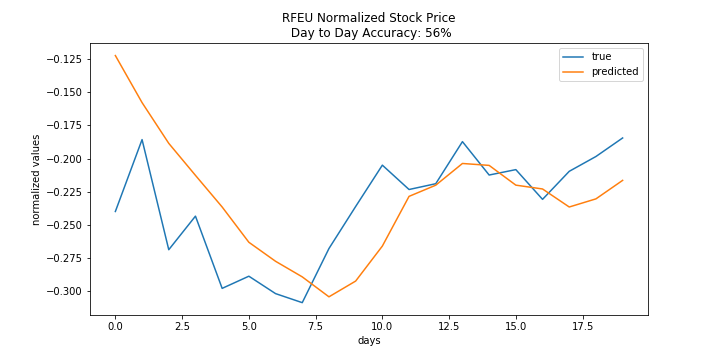 RFEU Normalized Stock Price
Day to Day Accuracy: 56%
true
predicted
normalized values
−0.125
−0.150
−0.175
−0.200
−0.225
−0.250
−0.275
−0.300
0.0 2.5 5.0 7.5 10.0 12.5 15.0 17.5
days